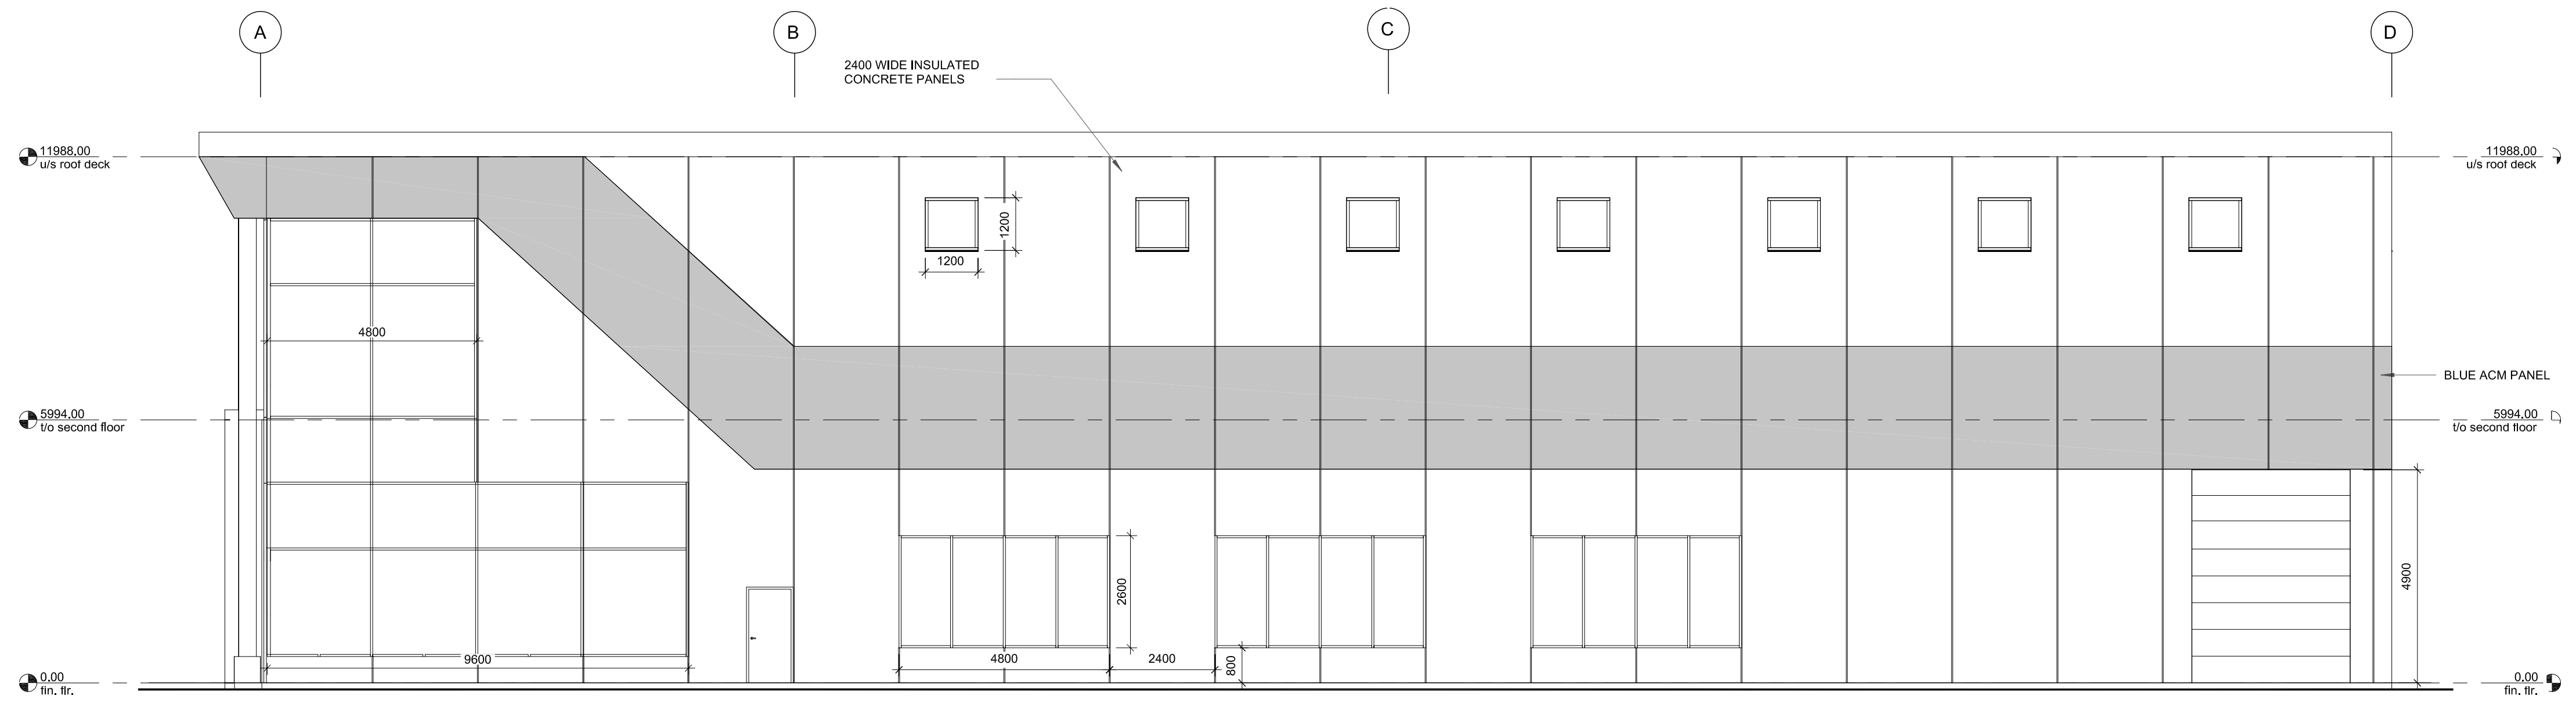 A
B
C
D
2400 WIDE INSULATED
CONCRETE PANELS
11988.00
u/s roof deck
11988.00
u/s roof deck
1200
1200
4800
BLUE ACM PANEL
5994.00
t/o second floor
5994.00
t/o second floor
2600
4900
9600
4800
2400
800
0.00
fin. flr.
0.00
fin. flr.